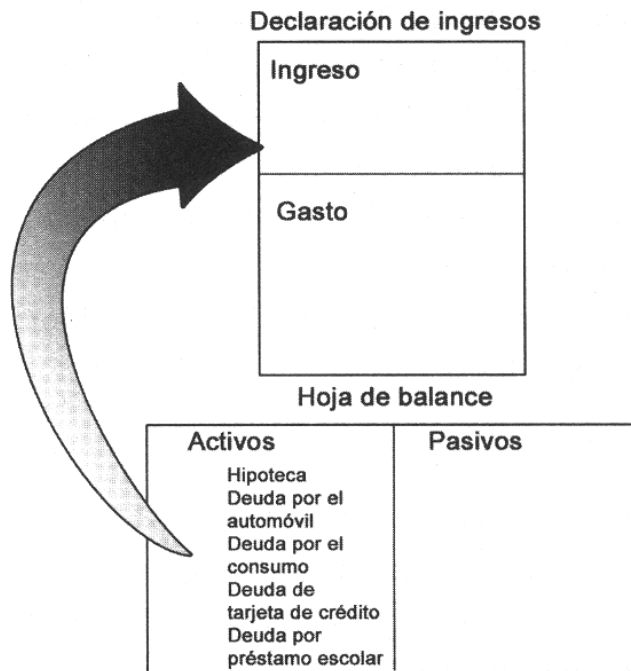 Declaración de ingresos
Ingreso
Gasto
Hoja de balance
Activos
Pasivos
Hipoteca
Deuda por el
automóvil
Deuda por el
consumo
Deuda de
tarjeta de crédito
Deuda por
préstamo escolar